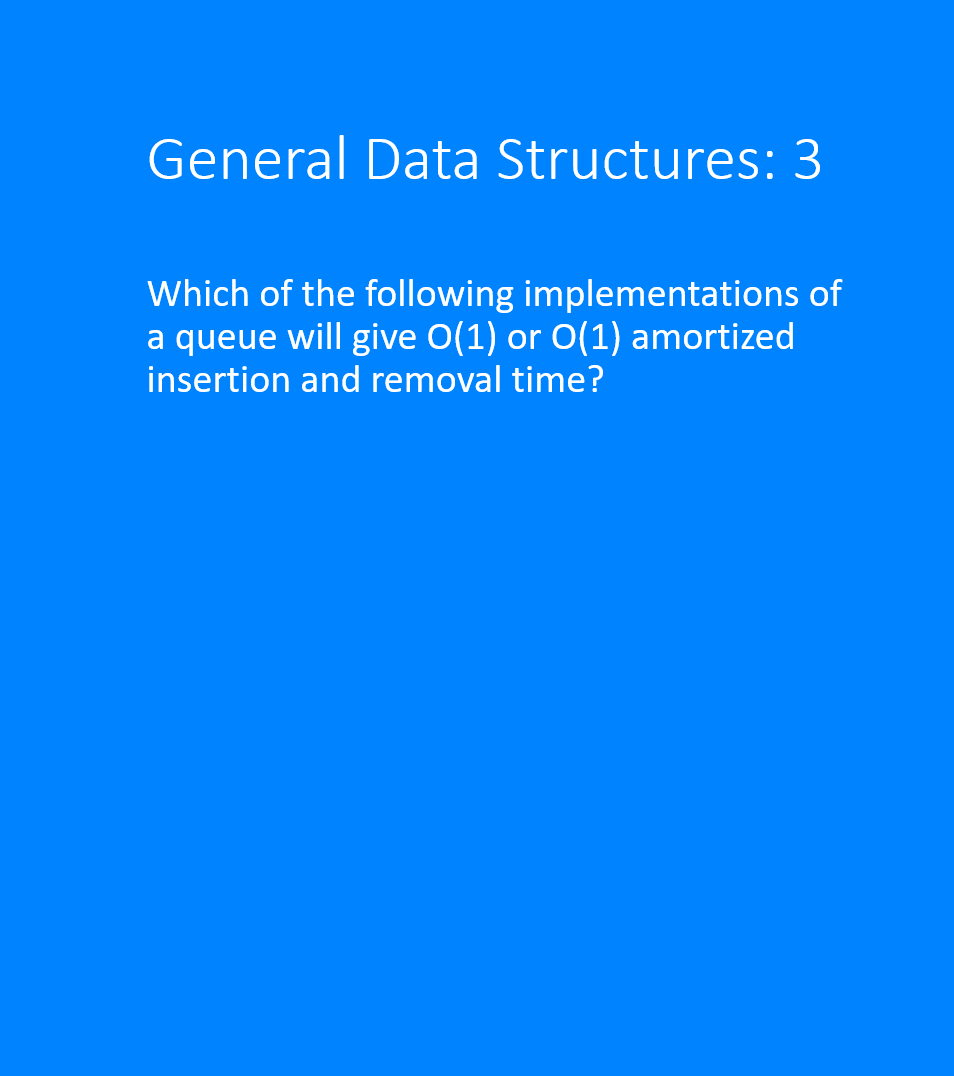 General Data Structures: 3
Which of the following implementations of
a queue will give O(1) or O(1) amortized
insertion and removal time?